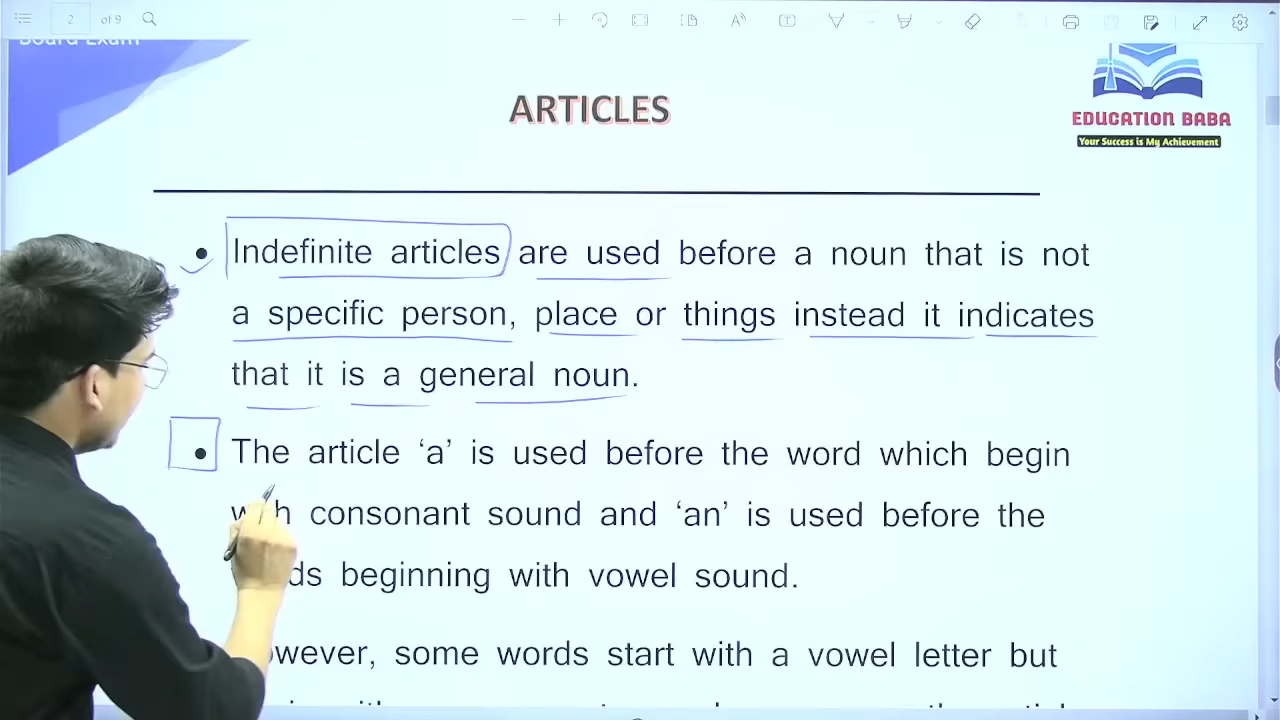 2 of 9
Board Exam
ARTICLES
EDUCATION BABA
Your Success is My Achievement
• Indefinite articles are used before a noun that is not
a specific person, place or things instead it indicates
that it is a general noun.
• The article ‘a’ is used before the word which begin
with consonant sound and ‘an’ is used before the
beginning with vowel sound.
However, some words start with a vowel letter but